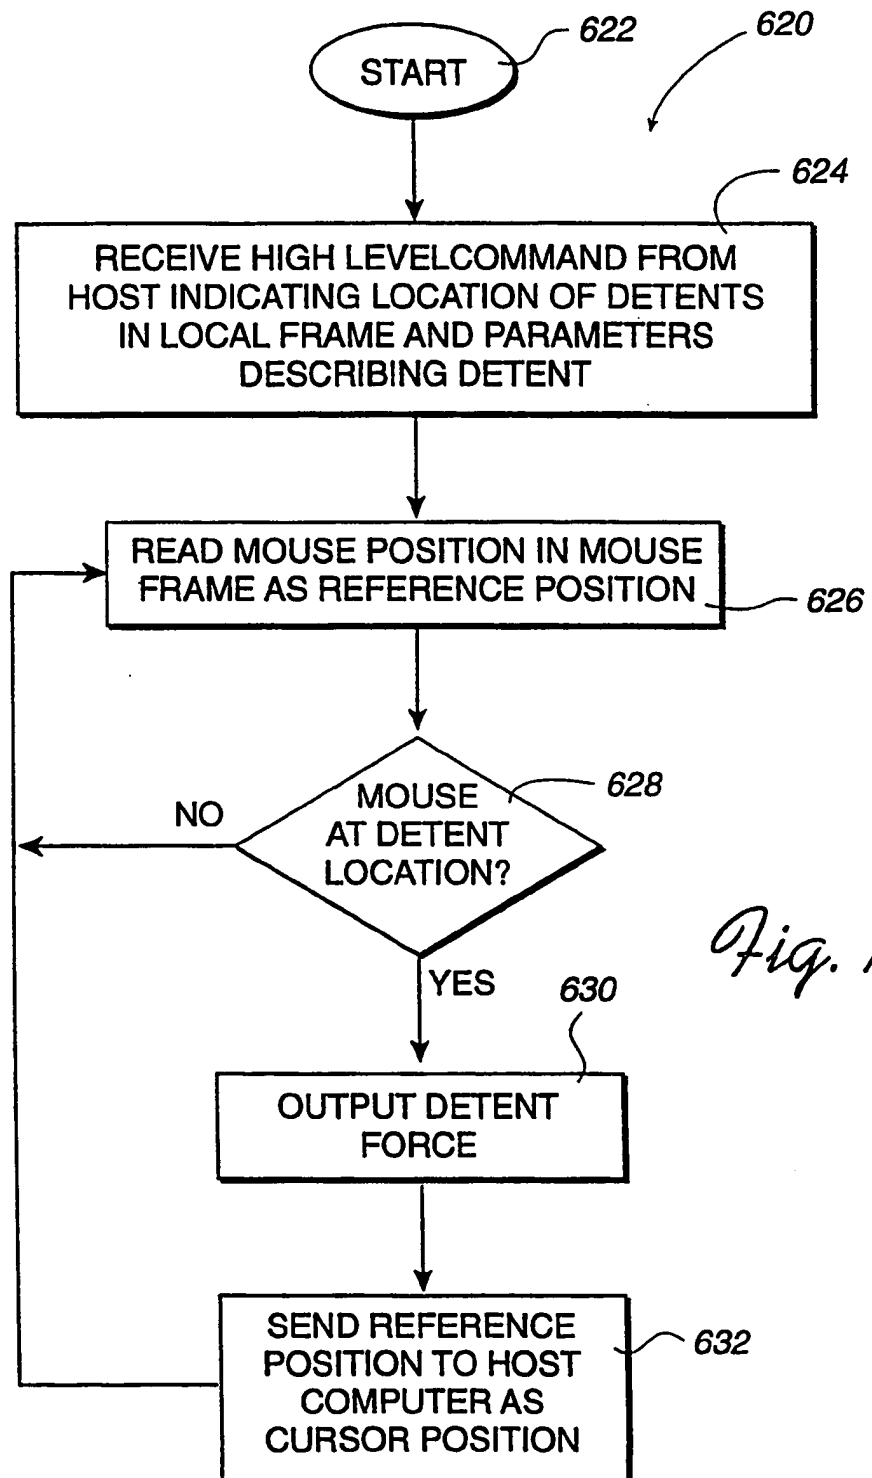 622
620
START
624
RECEIVE HIGH LEVELCOMMAND FROM
HOST INDICATING LOCATION OF DETENTS
IN LOCAL FRAME AND PARAMETERS
DESCRIBING DETENT
READ MOUSE POSITION IN MOUSE
FRAME AS REFERENCE POSITION
626
628
MOUSE
AT DETENT
LOCATION?
NO
YES
Fig.
630
OUTPUT DETENT
FORCE
SEND REFERENCE
POSITION TO HOST
COMPUTER AS
CURSOR POSITION
632